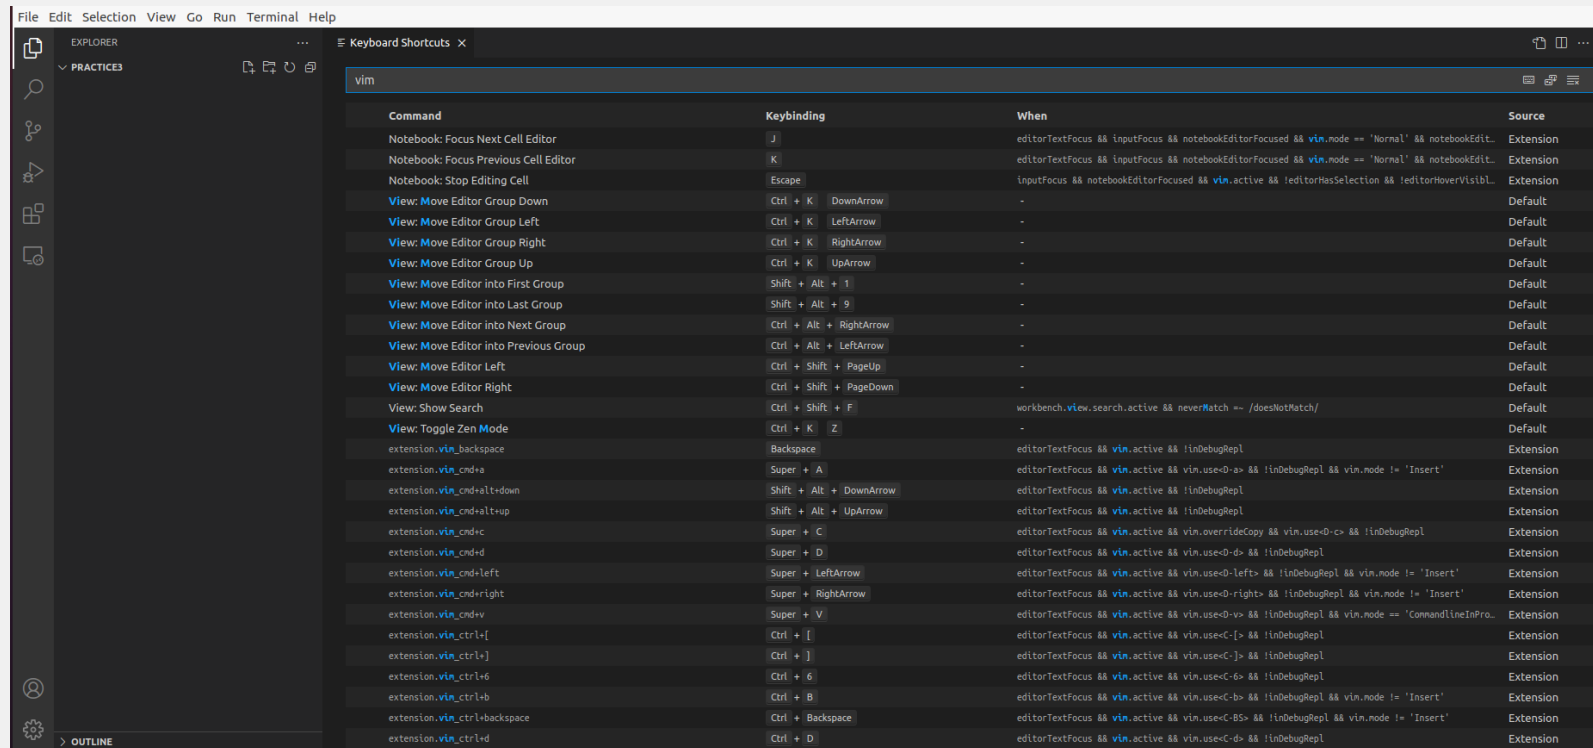 File Edit Selection View Go Run Terminal Help
EXPLORER ...
PRACTICE3
Keyboard Shortcuts ×
vim
Command Keybinding When Source
Notebook: Focus Next Cell Editor J editorTextFocus && inputFocus && notebookEditorFocused && vim.mode == 'Normal' && notebookEdit... Extension
Notebook: Focus Previous Cell Editor K editorTextFocus && inputFocus && notebookEditorFocused && vim.mode == 'Normal' && notebookEdit... Extension
Notebook: Stop Editing Cell Escape inputFocus && notebookEditorFocused && vim.active && !editorHasSelection && !editorHoverVisibl... Extension
View: Move Editor Group Down Ctrl + K DownArrow - Default
View: Move Editor Group Left Ctrl + K LeftArrow - Default
View: Move Editor Group Right Ctrl + K RightArrow - Default
View: Move Editor Group Up Ctrl + K UpArrow - Default
View: Move Editor into First Group Shift + Alt + 1 - Default
View: Move Editor into Last Group Shift + Alt + 9 - Default
View: Move Editor into Next Group Ctrl + Alt + RightArrow - Default
View: Move Editor into Previous Group Ctrl + Alt + LeftArrow - Default
View: Move Editor Left Ctrl + Shift + PageUp - Default
View: Move Editor Right Ctrl + Shift + PageDown - Default
View: Show Search Ctrl + Shift + F workbench.view.search.active && neverMatch =~ /doesNotMatch/ Default
View: Toggle Zen Mode Ctrl + K Z - Default
extension.vim_backspace Backspace editorTextFocus && vim.active && !inDebugRepl Extension
extension.vim_cmd+a Super + A editorTextFocus && vim.active && vim.use<D-a> && !inDebugRepl && vim.mode != 'Insert' Extension
extension.vim_cmd+alt+down Shift + Alt + DownArrow editorTextFocus && vim.active && !inDebugRepl Extension
extension.vim_cmd+alt+up Shift + Alt + UpArrow editorTextFocus && vim.active && !inDebugRepl Extension
extension.vim_cmd+c Super + C editorTextFocus && vim.active && vim.overrideCopy && vim.use<D-c> && !inDebugRepl Extension
extension.vim_cmd+d Super + D editorTextFocus && vim.active && vim.use<D-d> && !inDebugRepl Extension
extension.vim_cmd+left Super + LeftArrow editorTextFocus && vim.active && vim.use<D-left> && !inDebugRepl && vim.mode != 'Insert' Extension
extension.vim_cmd+right Super + RightArrow editorTextFocus && vim.active && vim.use<D-right> && !inDebugRepl && vim.mode != 'Insert' Extension
extension.vim_cmd+v Super + V editorTextFocus && vim.active && vim.use<D-v> && !inDebugRepl && vim.mode == 'CommandlineInPro... Extension
extension.vim_ctrl+[ Ctrl + [ editorTextFocus && vim.active && vim.use<C-[> && !inDebugRepl Extension
extension.vim_ctrl+] Ctrl + ] editorTextFocus && vim.active && vim.use<C-]> && !inDebugRepl Extension
extension.vim_ctrl+6 Ctrl + 6 editorTextFocus && vim.active && vim.use<C-6> && !inDebugRepl Extension
extension.vim_ctrl+b Ctrl + B editorTextFocus && vim.active && vim.use<C-b> && !inDebugRepl && vim.mode != 'Insert' Extension
extension.vim_ctrl+backspace Ctrl + Backspace editorTextFocus && vim.active && vim.use<C-BS> && !inDebugRepl && vim.mode != 'Insert' Extension
extension.vim_ctrl+d Ctrl + D editorTextFocus && vim.active && vim.use<C-d> && !inDebugRepl Extension
OUTLINE